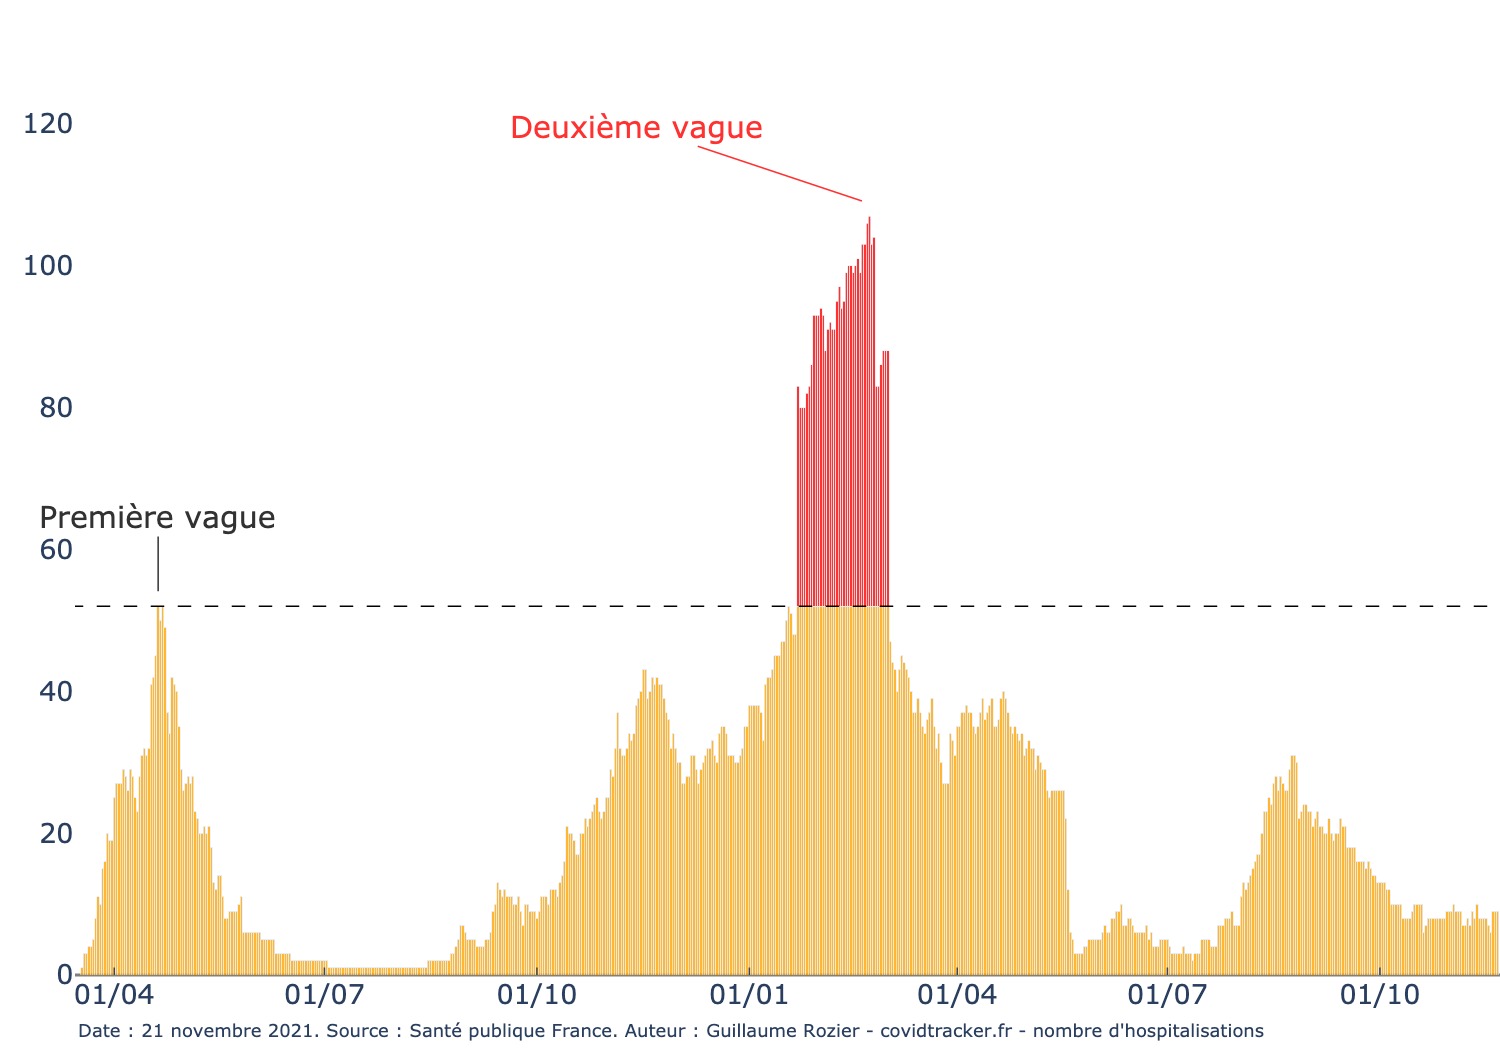 120
Deuxième vague
100
80
Première vague
60
40
20
0
01/04 01/07 01/10 01/01 01/04 01/07 01/10
Date : 21 novembre 2021. Source : Santé publique France. Auteur : Guillaume Rozier - covidtracker.fr - nombre d'hospitalisations